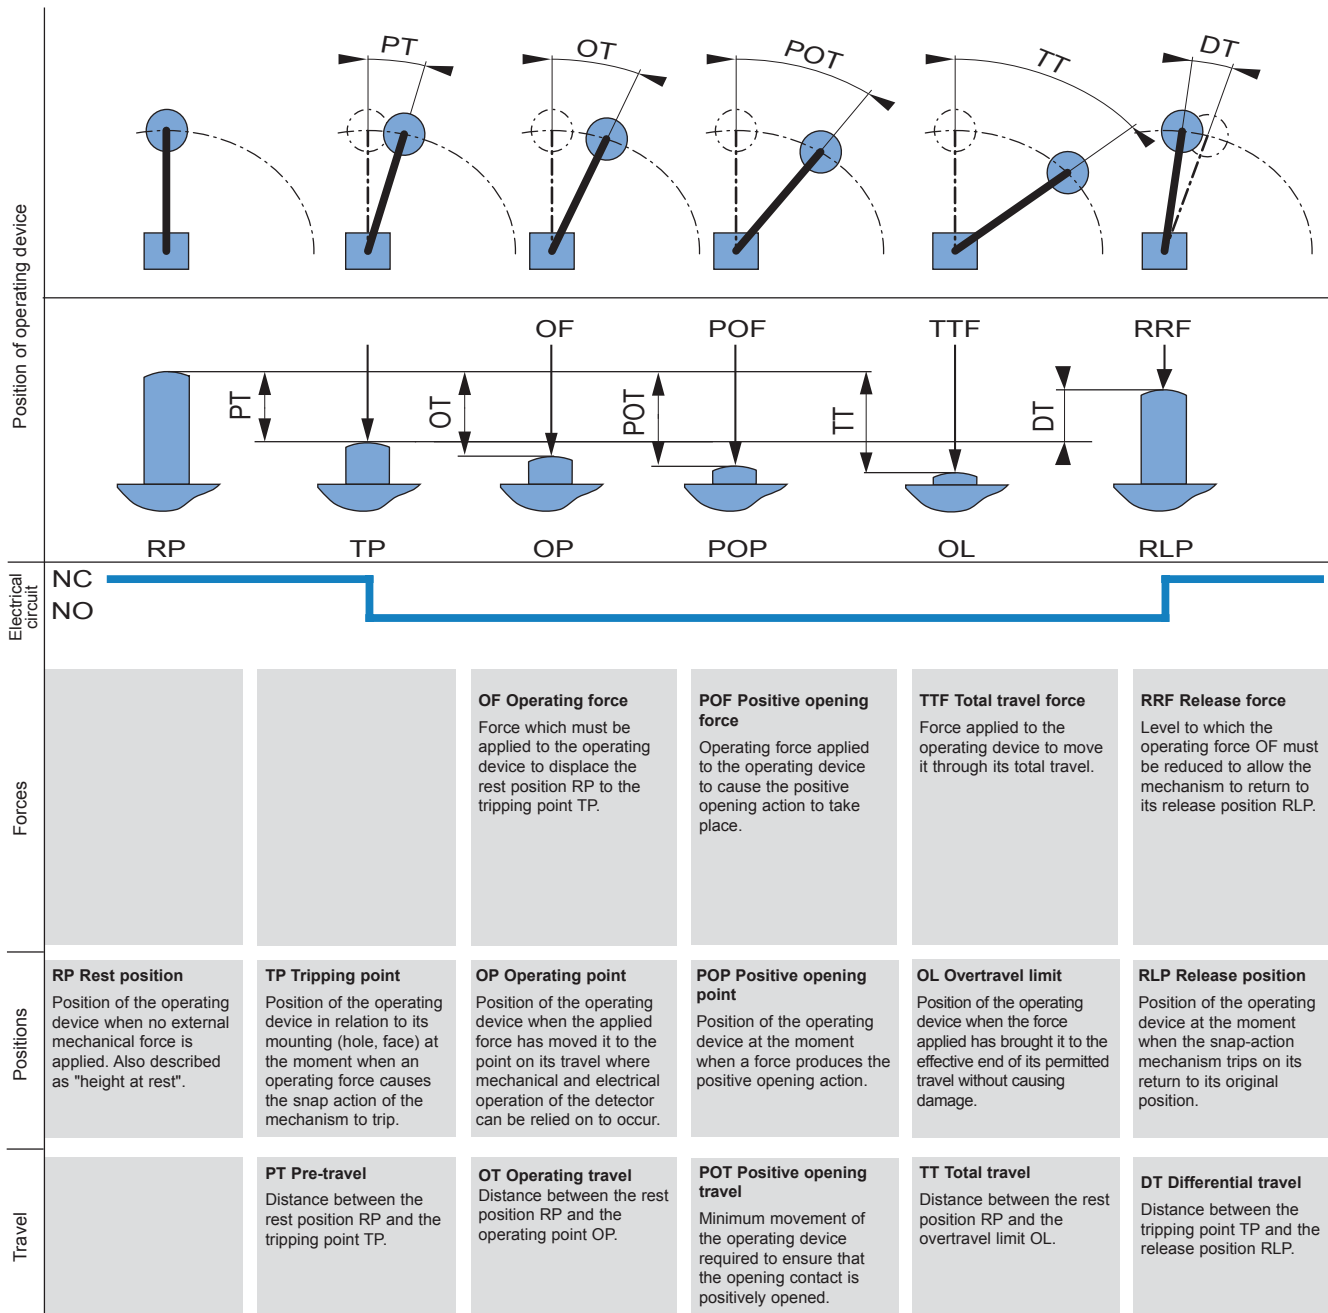 PT
OT
POT
TT
DT
Position of operating device
OF
POF
TTF
RRF
PT
OT
POT
TT
DT
RP
TP
OP
POP
OL
RLP
Electrical
circuit
NC
NO
Forces
OF Operating force
Force which must be
applied to the operating
device to displace the
rest position RP to the
tripping point TP.
POF Positive opening
force
Operating force applied
to the operating device
to cause the positive
opening action to take
place.
TTF Total travel force
Force applied to the
operating device to move
it through its total travel.
RRF Release force
Level to which the
operating force OF must
be reduced to allow the
mechanism to return to
its release position RLP.
Positions
RP Rest position
Position of the operating
device when no external
mechanical force is
applied. Also described
as "height at rest".
TP Tripping point
Position of the operating
device in relation to its
mounting (hole, face) at
the moment when an
operating force causes
the snap action of the
mechanism to trip.
OP Operating point
Position of the operating
device when the applied
force has moved it to the
point on its travel where
mechanical and electrical
operation of the detector
can be relied on to occur.
POP Positive opening
point
Position of the operating
device at the moment
when a force produces the
positive opening action.
OL Overtravel limit
Position of the operating
device when the force
applied has brought it to the
effective end of its permitted
travel without causing
damage.
RLP Release position
Position of the operating
device at the moment
when the snap-action
mechanism trips on its
return to its original
position.
Travel
PT Pre-travel
Distance between the
rest position RP and the
tripping point TP.
OT Operating travel
Distance between the rest
position RP and the
operating point OP.
POT Positive opening
travel
Minimum movement of
the operating device
required to ensure that
the opening contact is
positively opened.
TT Total travel
Distance between the rest
position RP and the
overtravel limit OL.
DT Differential travel
Distance between the
tripping point TP and the
release position RLP.